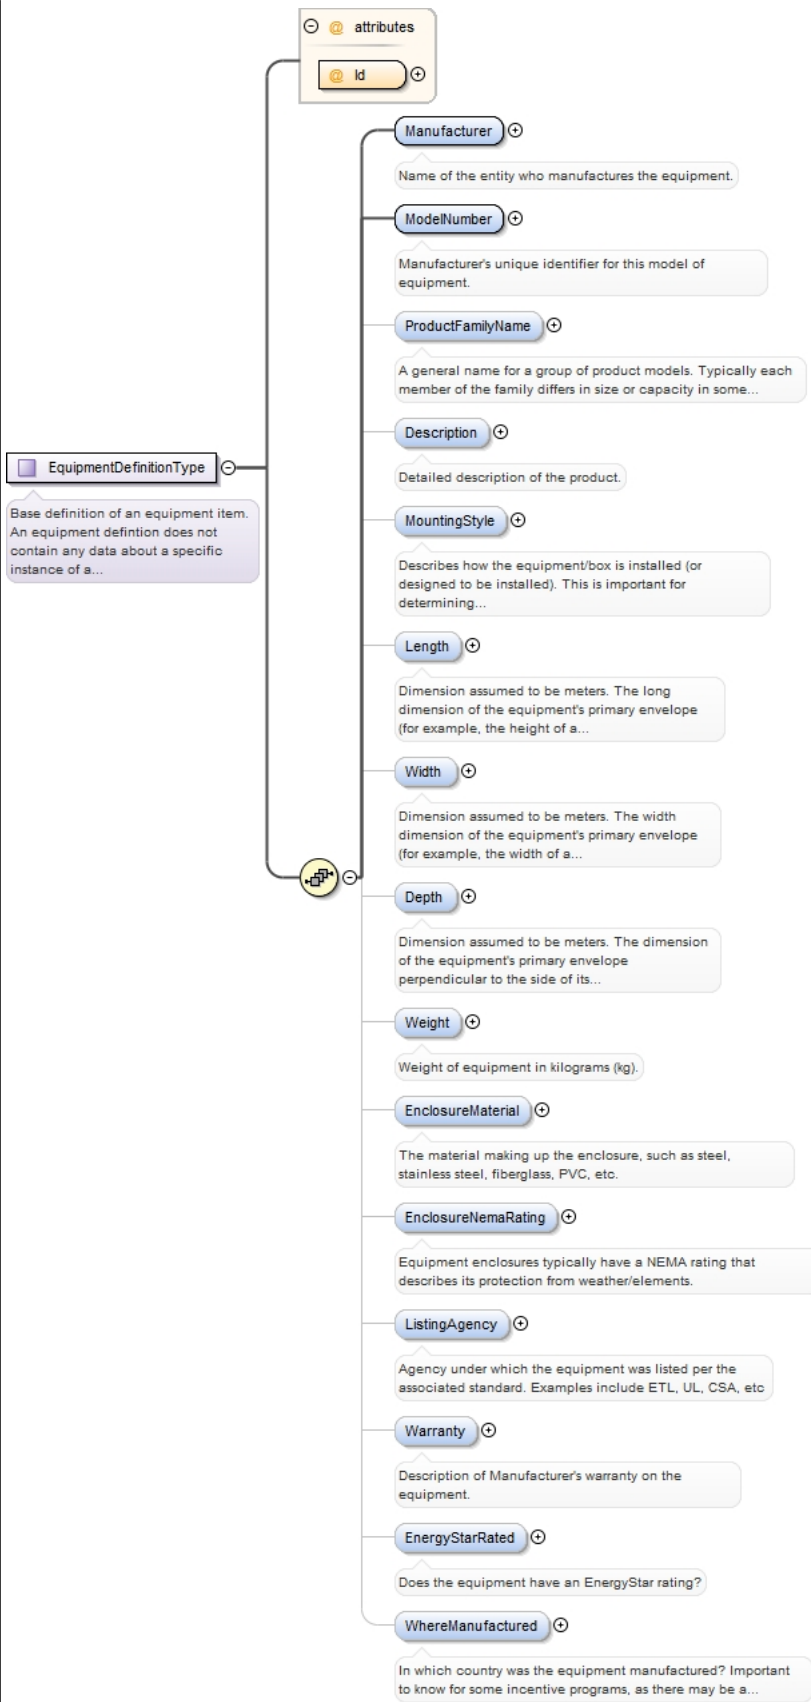 @ attributes
@ Id
Manufacturer
Name of the entity who manufactures the equipment.
ModelNumber
Manufacturer's unique identifier for this model of
equipment.
ProductFamilyName
A general name for a group of product models. Typically each
member of the family differs in size or capacity in some...
Description
Detailed description of the product.
EquipmentDefinitionType
Base definition of an equipment item.
An equipment defintion does not
contain any data about a specific
instance of a...
MountingStyle
Describes how the equipment/box is installed (or
designed to be installed). This is important for
determining...
Length
Dimension assumed to be meters. The long
dimension of the equipment's primary envelope
(for example, the height of a...
Width
Dimension assumed to be meters. The width
dimension of the equipment's primary envelope
(for example, the width of a...
Depth
Dimension assumed to be meters. The dimension
of the equipment's primary envelope
perpendicular to the side of its...
Weight
Weight of equipment in kilograms (kg).
EnclosureMaterial
The material making up the enclosure, such as steel,
stainless steel, fiberglass, PVC, etc.
EnclosureNemaRating
Equipment enclosures typically have a NEMA rating that
describes its protection from weather/elements.
ListingAgency
Agency under which the equipment was listed per the
associated standard. Examples include ETL, UL, CSA, etc
Warranty
Description of Manufacturer's warranty on the
equipment.
EnergyStarRated
Does the equipment have an EnergyStar rating?
WhereManufactured
In which country was the equipment manufactured? Important
to know for some incentive programs, as there may be a...